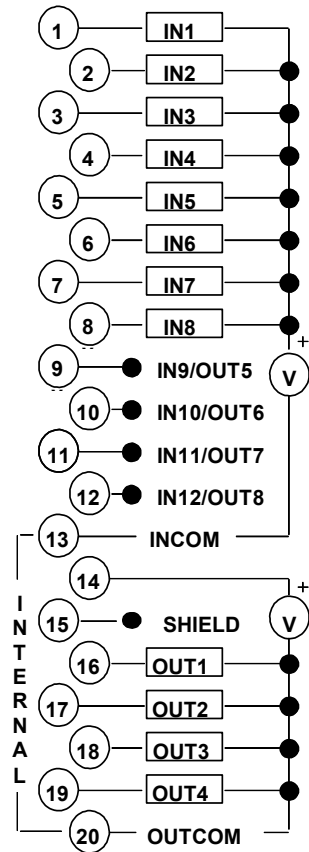 1 IN1
2 IN2
3 IN3
4 IN4
5 IN5
6 IN6
7 IN7
8 IN8
+
9 IN9/OUT5 V
10 IN10/OUT6
11 IN11/OUT7
12 IN12/OUT8
13 INCOM
14
+
INTERNAL
15 SHIELD V
16 OUT1
17 OUT2
18 OUT3
19 OUT4
20 OUTCOM